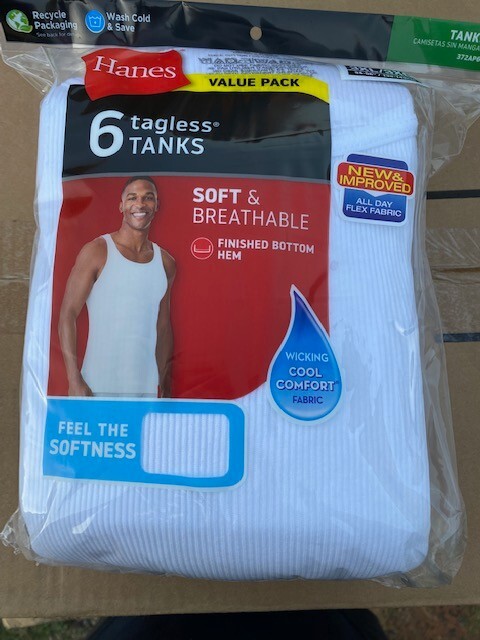 Recycle
Packaging
Wash Cold
& Save
TANK
CAMISETAS SIN MANGA
Hanes
VALUE PACK
6 tagless®
TANKS
SOFT &
BREATHABLE
FINISHED BOTTOM
HEM
NEW &
IMPROVED
ALL DAY
FLEX FABRIC
WICKING
COOL
COMFORT
FABRIC
FEEL THE
SOFTNESS